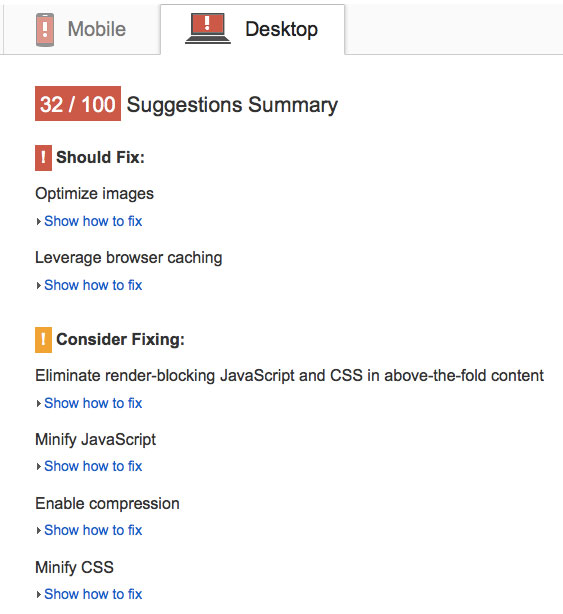 Mobile
Desktop
32 / 100 Suggestions Summary
! Should Fix:
Optimize images
Show how to fix
Leverage browser caching
Show how to fix
! Consider Fixing:
Eliminate render-blocking JavaScript and CSS in above-the-fold content
Show how to fix
Minify JavaScript
Show how to fix
Enable compression
Show how to fix
Minify CSS
Show how to fix